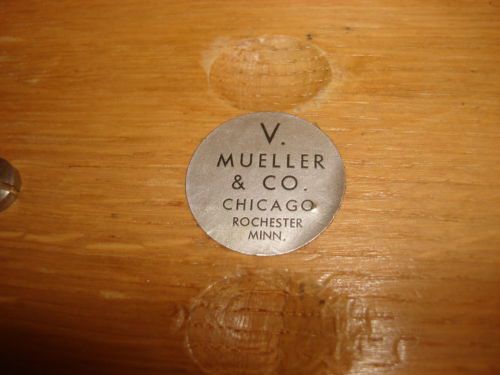 V.
MUELLER
& CO.
CHICAGO
ROCHESTER
MINN.